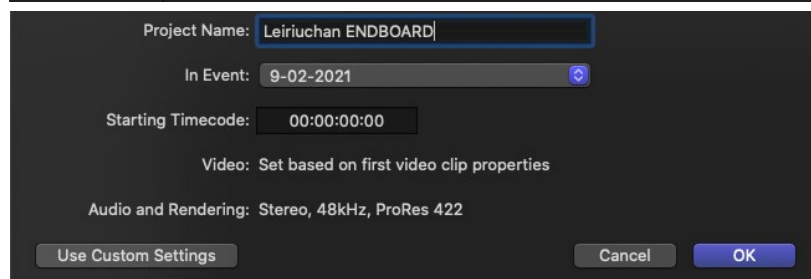 Project Name: Leiriuchan ENDBOARD
In Event: 9-02-2021
Starting Timecode: 00:00:00:00
Video: Set based on first video clip properties
Audio and Rendering: Stereo, 48kHz, ProRes 422
Use Custom Settings Cancel OK